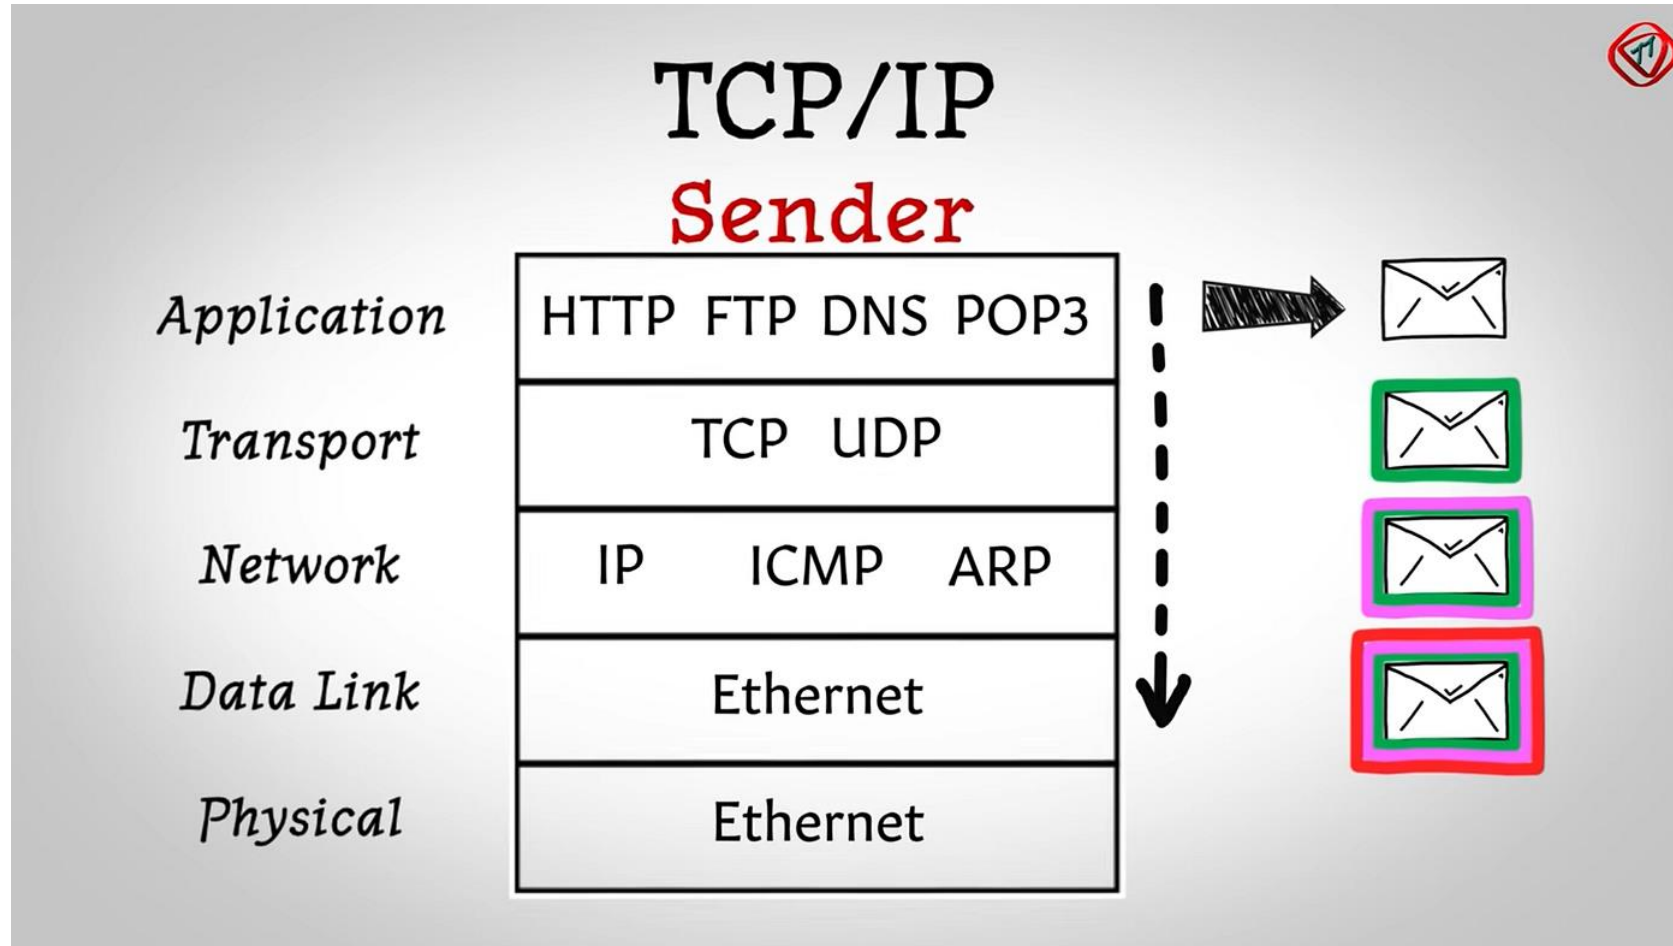 TCP/IP
Sender
Application HTTP FTP DNS POP3
Transport TCP UDP
Network IP ICMP ARP
Data Link Ethernet
Physical Ethernet